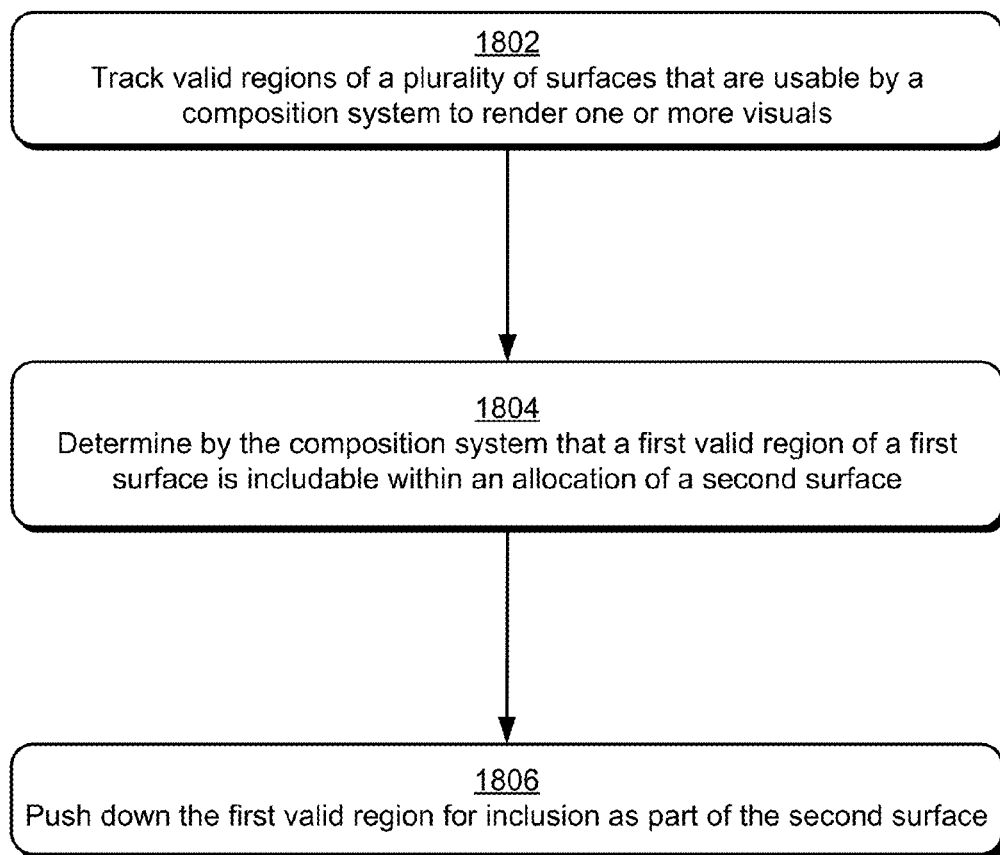 1802
Track valid regions of a plurality of surfaces that are usable by a
composition system to render one or more visuals
1804
Determine by the composition system that a first valid region of a first
surface is includable within an allocation of a second surface
1806
Push down the first valid region for inclusion as part of the second surface